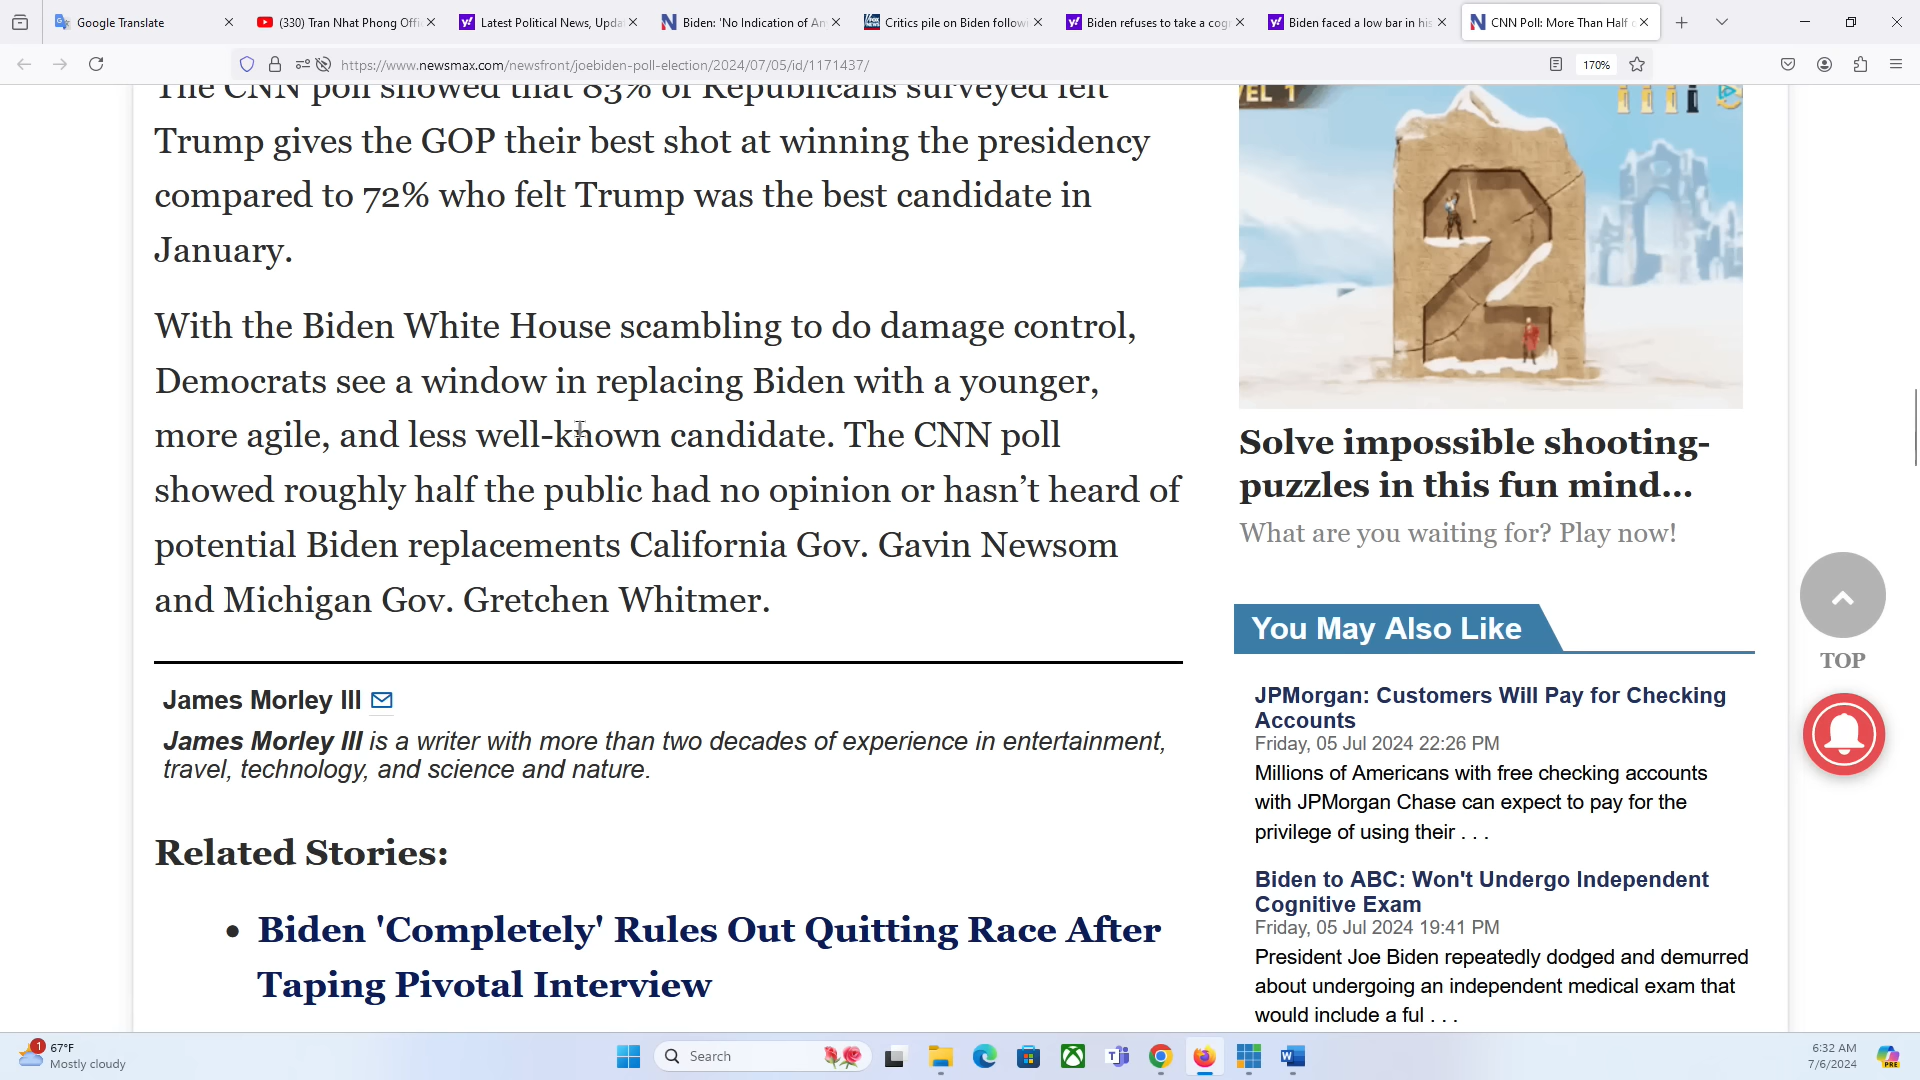 Google Translate
(330) Tran Nhat Phong Offi
Latest Political News, Upda
Biden: 'No Indication of An
Critics pile on Biden followi
Biden refuses to take a cog
Biden faced a low bar in his
CNN Poll: More Than Half o
https://www.newsmax.com/newsfront/joebiden-poll-election/2024/07/05/id/1171437/
170%
The CNN poll showed that 83% of Republicans surveyed felt
Trump gives the GOP their best shot at winning the presidency
compared to 72% who felt Trump was the best candidate in
January.
With the Biden White House scambling to do damage control,
Democrats see a window in replacing Biden with a younger,
more agile, and less well-known candidate. The CNN poll
showed roughly half the public had no opinion or hasn't heard of
potential Biden replacements California Gov. Gavin Newsom
and Michigan Gov. Gretchen Whitmer.
James Morley III
James Morley III is a writer with more than two decades of experience in entertainment,
travel, technology, and science and nature.
Related Stories:
• Biden 'Completely' Rules Out Quitting Race After
Taping Pivotal Interview
VEL 1
2
Solve impossible shooting-
puzzles in this fun mind...
What are you waiting for? Play now!
You May Also Like
JPMorgan: Customers Will Pay for Checking
Accounts
Friday, 05 Jul 2024 22:26 PM
Millions of Americans with free checking accounts
with JPMorgan Chase can expect to pay for the
privilege of using their . . .
Biden to ABC: Won't Undergo Independent
Cognitive Exam
Friday, 05 Jul 2024 19:41 PM
President Joe Biden repeatedly dodged and demurred
about undergoing an independent medical exam that
would include a ful . . .
TOP
1
67°F
Mostly cloudy
Search
6:32 AM
7/6/2024
PRE